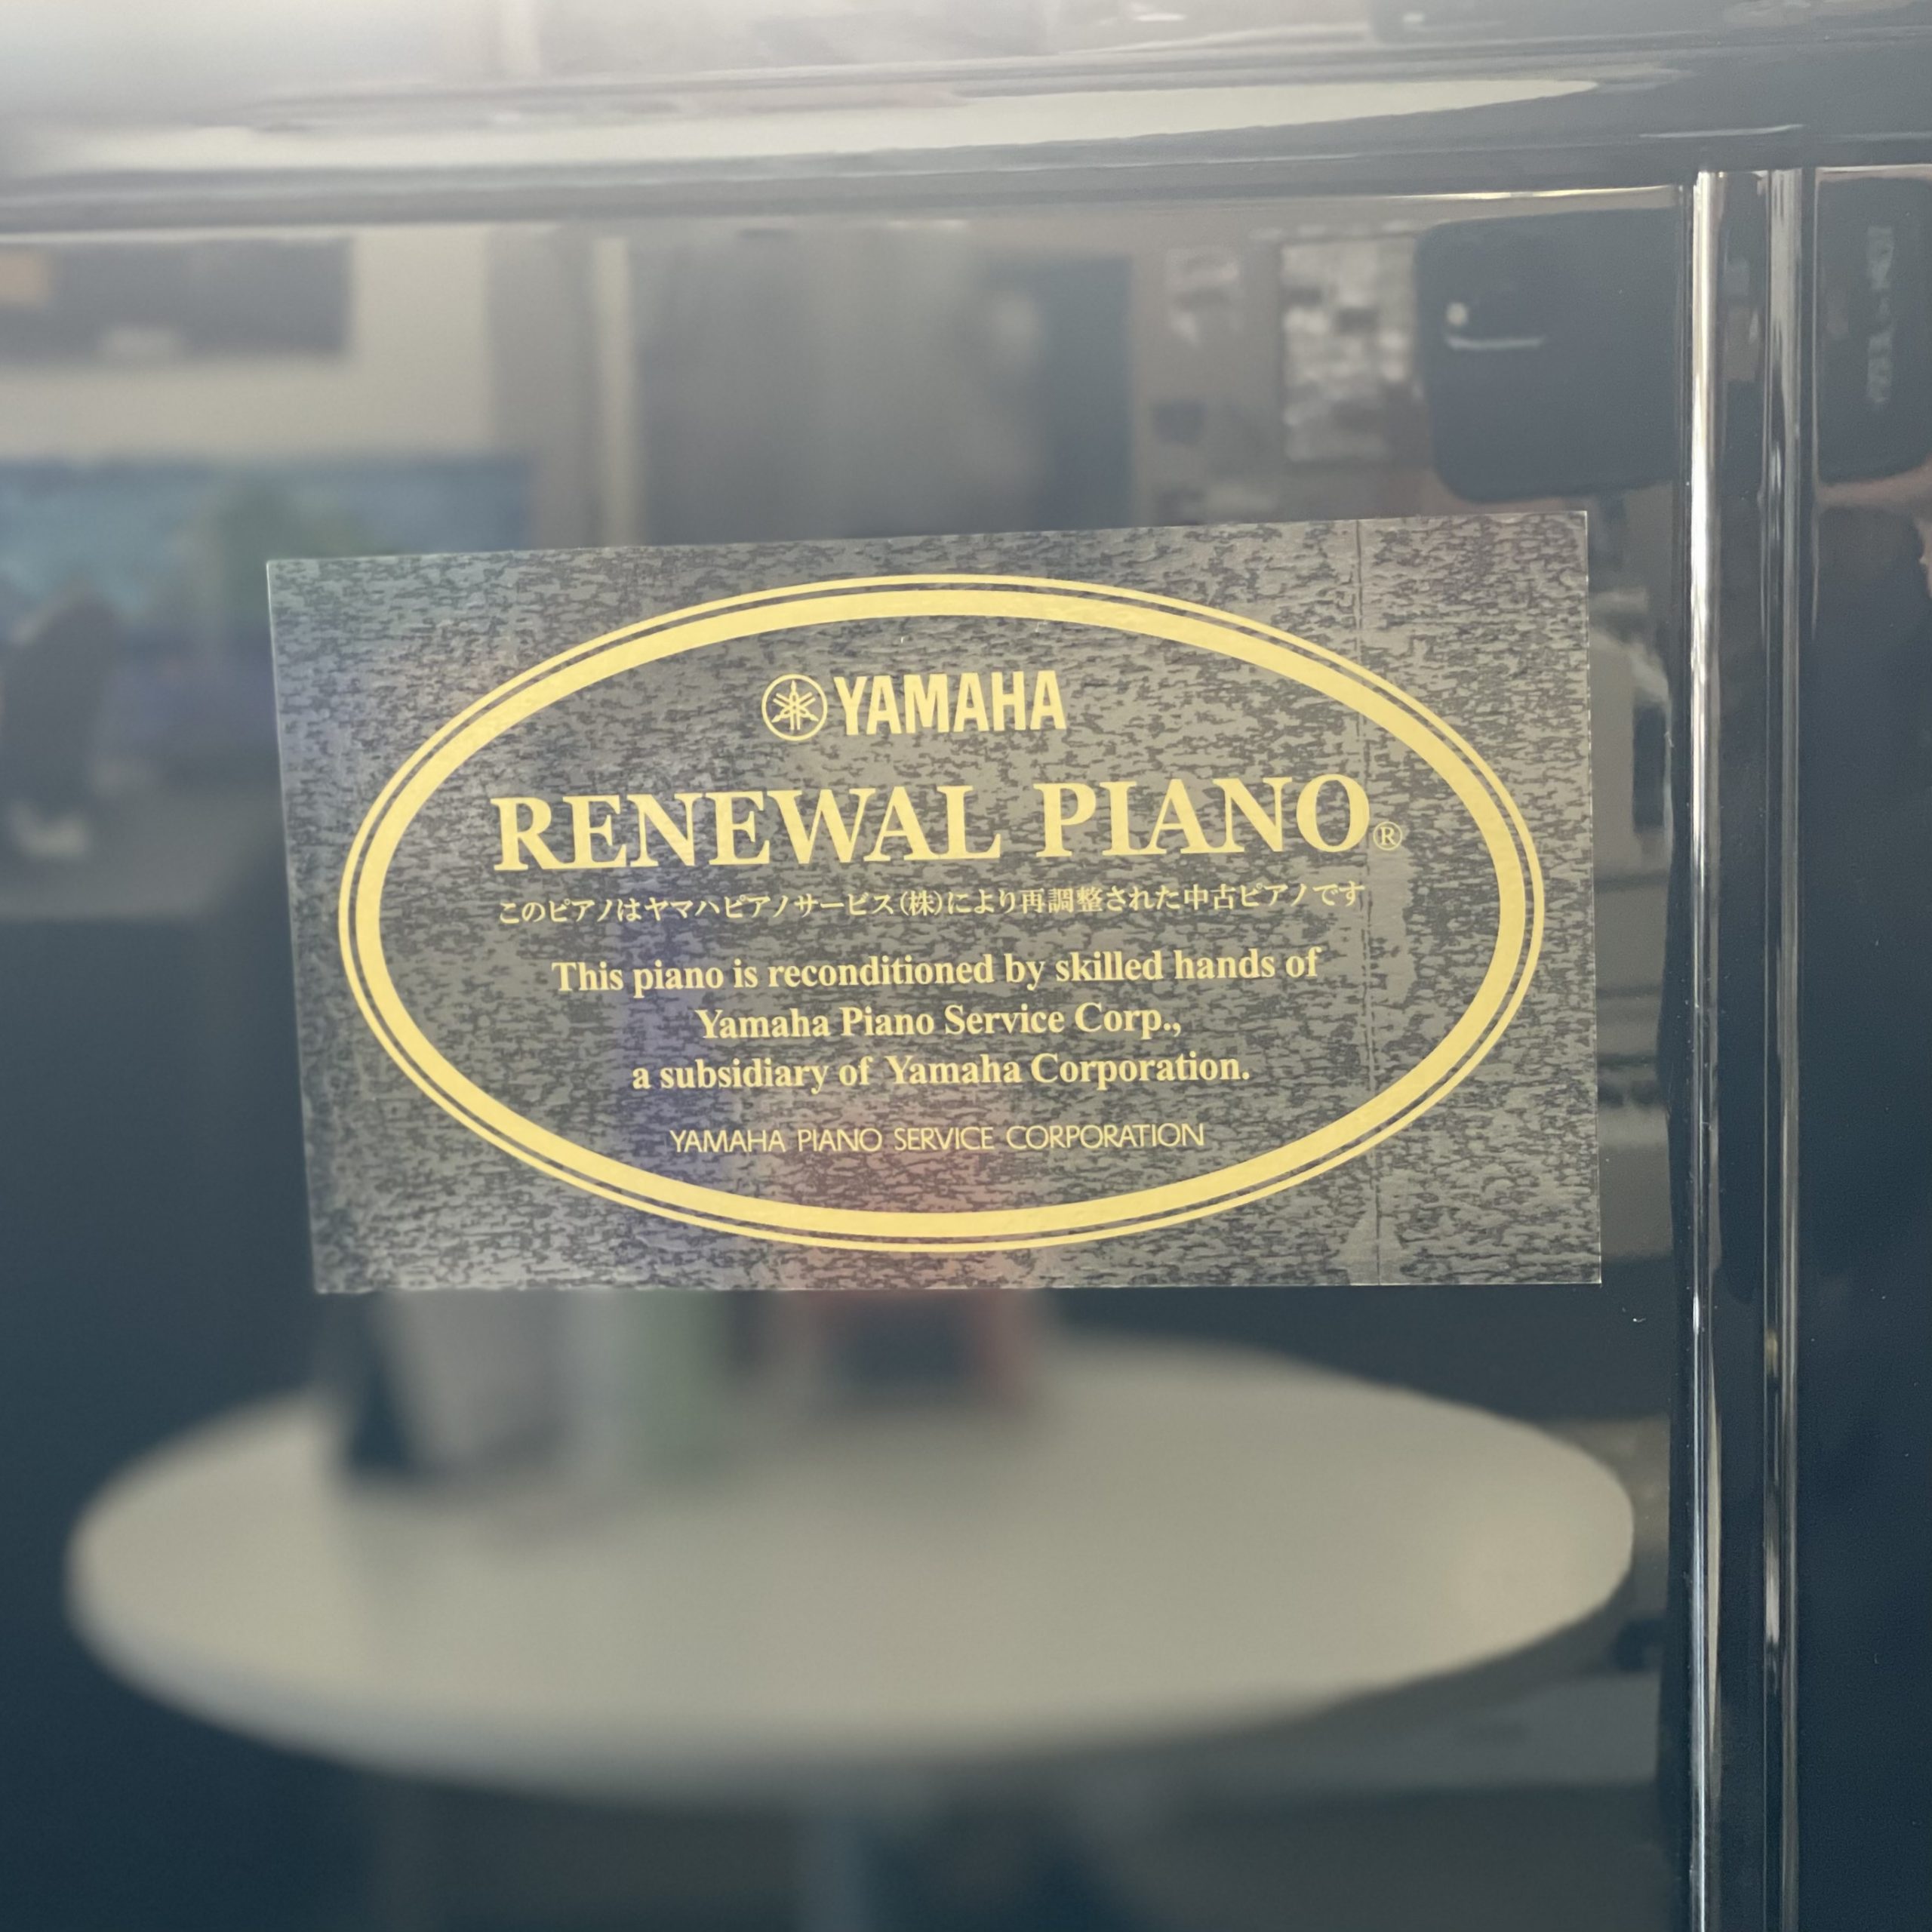 YAMAHA
RENEWAL PIANO®
このピアノはヤマハピアノサービス(株)により再調整された中古ピアノです
This piano is reconditioned by skilled hands of
Yamaha Piano Service Corp.,
a subsidiary of Yamaha Corporation.
YAMAHA PIANO SERVICE CORPORATION